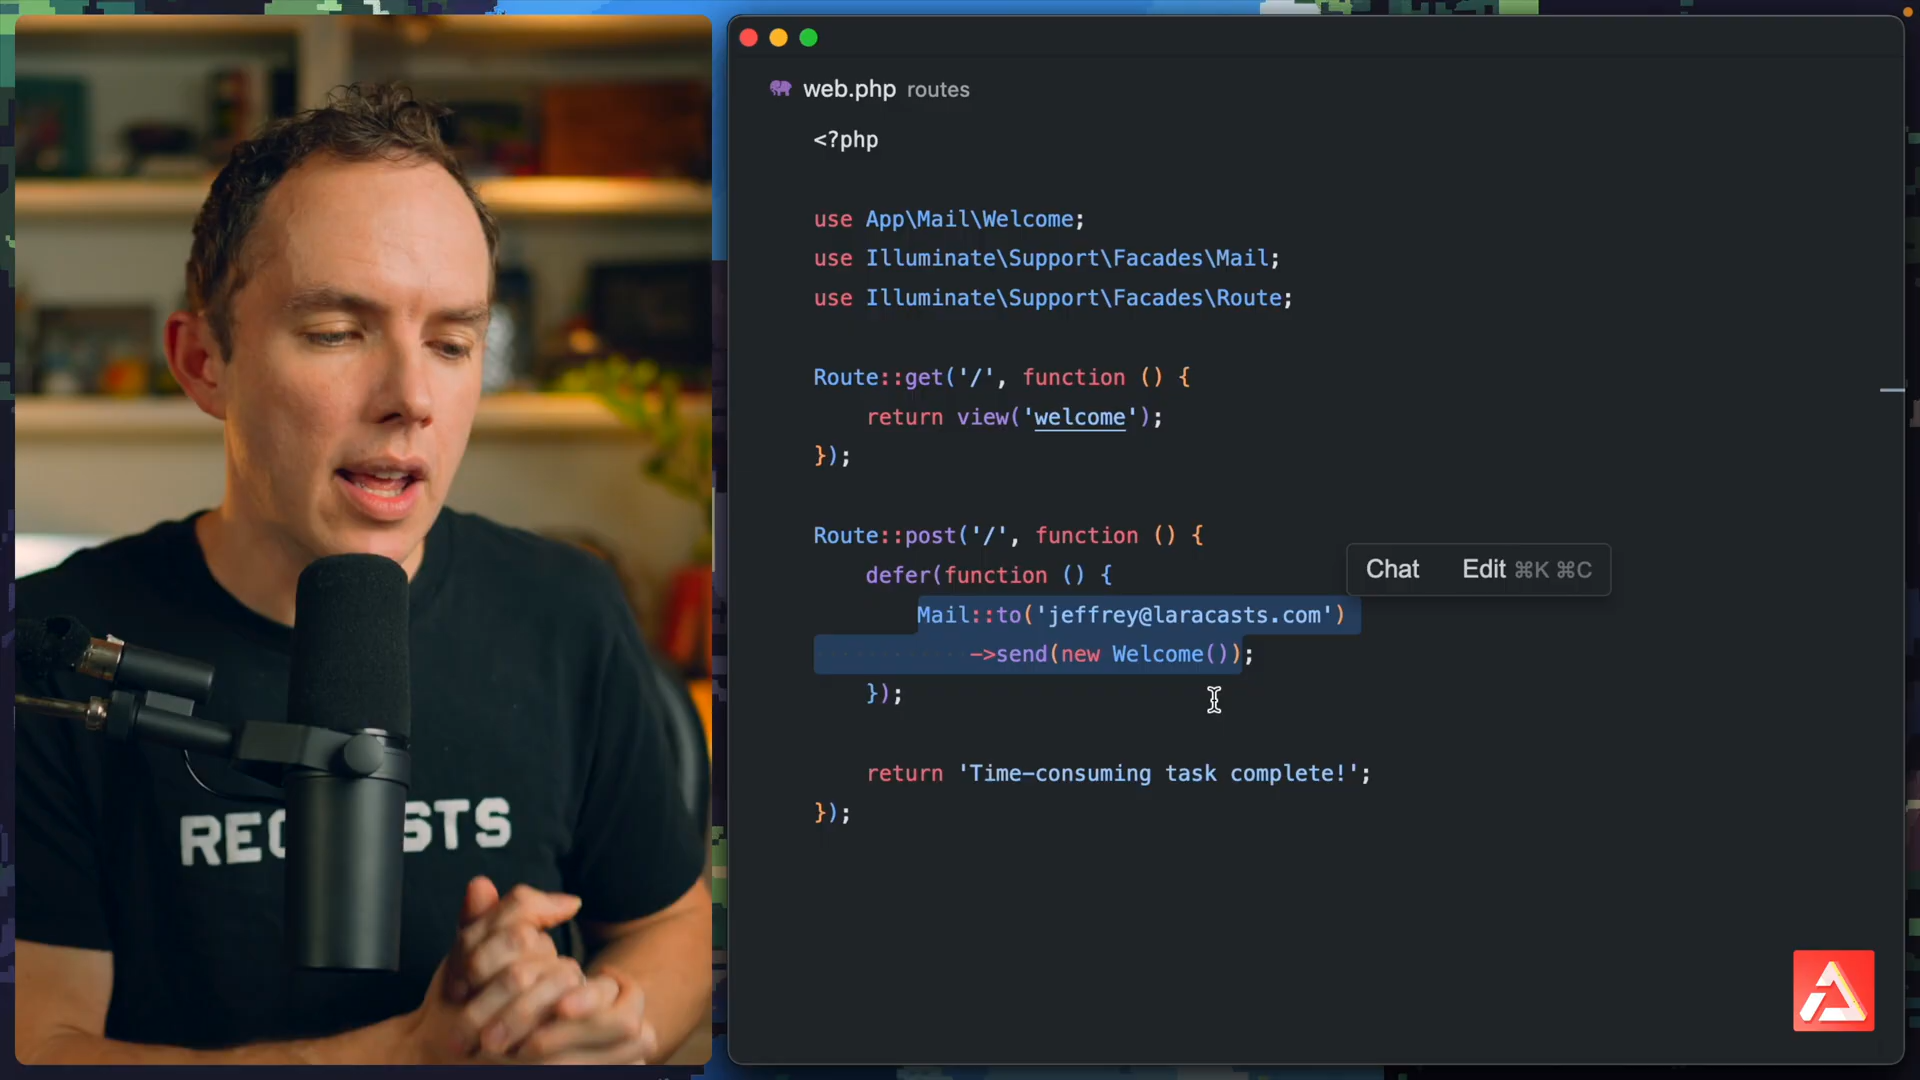 web.php routes
<?php
use App\Mail\Welcome;
use Illuminate\Support\Facades\Mail;
use Illuminate\Support\Facades\Route;
Route::get('/', function () {
    return view('welcome');
});
Route::post('/', function () {
    defer(function () {
        Mail::to('jeffrey@laracasts.com')
            ->send(new Welcome());
    });
    return 'Time-consuming task complete!';
});
Chat Edit ⌘K ⌘C